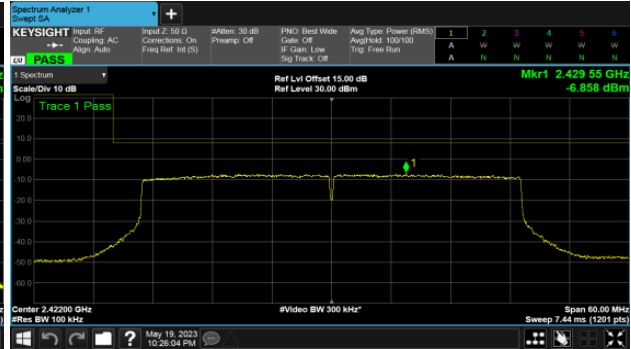 Spectrum Analyzer 1
Swept SA
+
KEYSIGHT Input: RF Input Z: 50 Ω #Atten: 30 dB PNO: Best Wide Avg Type: Power (RMS) 1 2 3 4 5 6
Coupling: AC Corrections: On Preamp: Off Gate: Off Avg|Hold: 100/100 A W W W W W
Align: Auto Freq Ref: Int (S) IF Gain: Low Trig: Free Run
LXI PASS Sig Track: Off A N N N N N
1 Spectrum Ref Lvl Offset 15.00 dB Mkr1 2.429 55 GHz
Scale/Div 10 dB Ref Level 30.00 dBm -6.858 dBm
Log
Trace 1 Pass
20.0
10.0
0.00
1
-10.0
-20.0
-30.0
-40.0
-50.0
-60.0
Center 2.42200 GHz #Video BW 300 kHz* Span 60.00 MHz
#Res BW 100 kHz Sweep 7.44 ms (1201 pts)
? May 19, 2023
10:26:04 PM